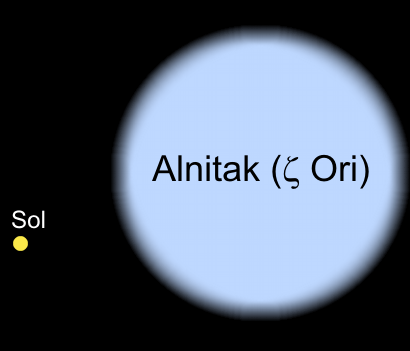 Alnitak (ζ Ori)
Sol